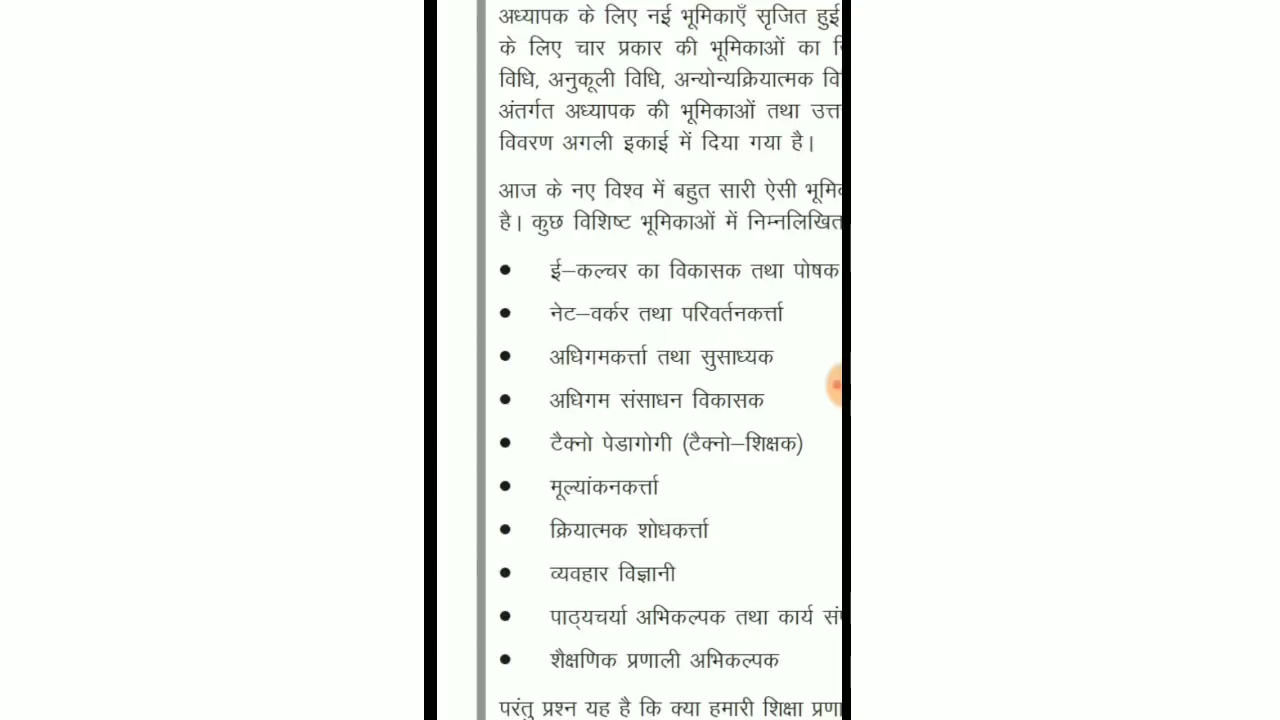 अध्यापक के लिए नई भूमिकाएँ सृजित हुई
के लिए चार प्रकार की भूमिकाओं का
विधि, अनुकूली विधि, अन्योन्यक्रियात्मक
अंतर्गत अध्यापक की भूमिकाओं तथा
विवरण अगली इकाई में दिया गया है।
आज के नए विश्व में बहुत सारी ऐसी
है। कुछ विशिष्ट भूमिकाओं में निम्नलिखित
• ई–कल्चर का विकासक तथा पोषक
• नेट–वर्कर तथा परिवर्तनकर्त्ता
• अधिगमकर्त्ता तथा सुसाध्यक
• अधिगम संसाधन विकासक
• टैक्नो पेडागोगी (टैक्नो–शिक्षक)
• मूल्यांकनकर्त्ता
• क्रियात्मक शोधकर्त्ता
• व्यवहार विज्ञानी
• पाठ्यचर्या अभिकल्पक तथा कार्य
• शैक्षणिक प्रणाली अभिकल्पक
परंतु प्रश्न यह है कि क्या हमारी शिक्षा